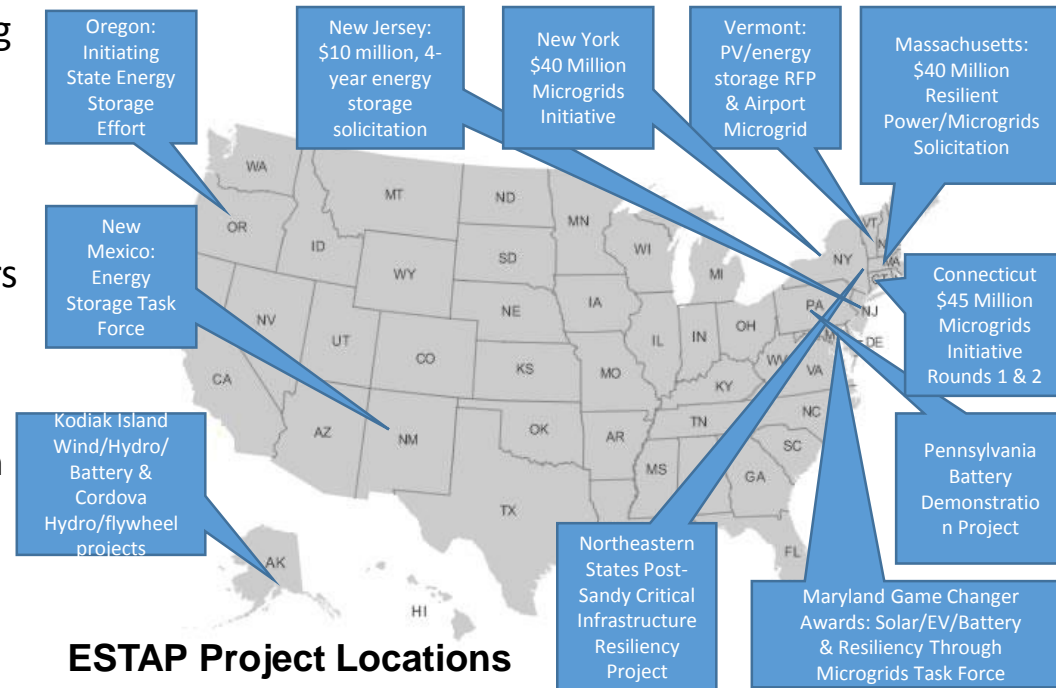 g
rs
n
Oregon:
Initiating
State Energy
Storage
Effort
New Jersey:
$10 million, 4-
year energy
storage
solicitation
New York
$40 Million
Microgrids
Initiative
Vermont:
PV/energy
storage RFP
& Airport
Microgrid
Massachusetts:
$40 Million
Resilient
Power/Microgrids
Solicitation
New
Mexico:
Energy
Storage Task
Force
Connecticut
$45 Million
Microgrids
Initiative
Rounds 1 & 2
Kodiak Island
Wind/Hydro/
Battery &
Cordova
Hydro/flywheel
projects
Pennsylvania
Battery
Demonstratio
n Project
Northeastern
States Post-
Sandy Critical
Infrastructure
Resiliency
Project
Maryland Game Changer
Awards: Solar/EV/Battery
& Resiliency Through
Microgrids Task Force
WA
MT
ND
MN
VT
OR
ID
WY
SD
WI
MI
NY
MA
CT
NV
UT
NE
IA
PA
NJ
CA
CO
KS
IL
IN
OH
DE
MO
WV
VA
KY
AZ
NM
OK
AR
TN
NC
SC
MS
GA
TX
FL
AK
HI
ESTAP Project Locations